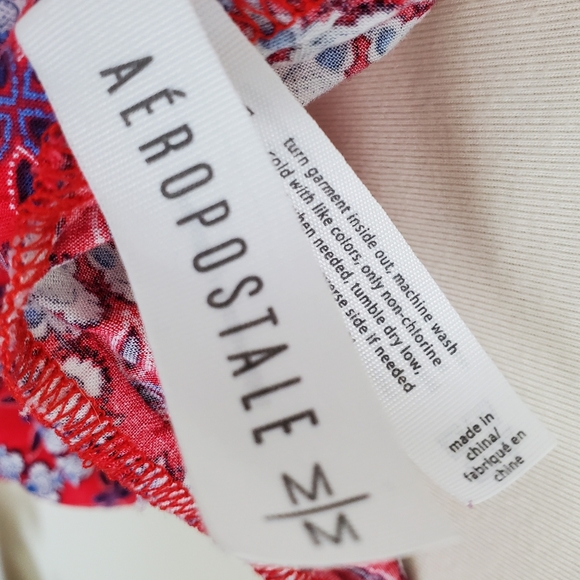 AÉROPOSTALE
M/M
turn garment inside out, machine wash
cold with like colors, only non-chlorine
when needed, tumble dry low,
reverse side if needed
made in
china/
fabriqué en
chine